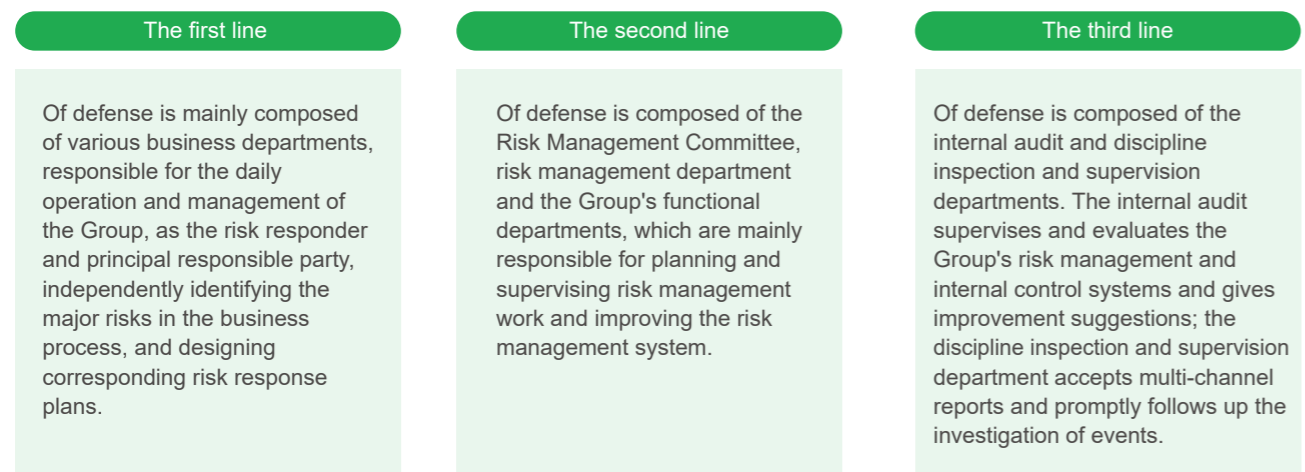 The first line
Of defense is mainly composed
of various business departments,
responsible for the daily
operation and management of
the Group, as the risk responder
and principal responsible party,
independently identifying the
major risks in the business
process, and designing
corresponding risk response
plans.
The second line
Of defense is composed of the
Risk Management Committee,
risk management department
and the Group's functional
departments, which are mainly
responsible for planning and
supervising risk management
work and improving the risk
management system.
The third line
Of defense is composed of the
internal audit and discipline
inspection and supervision
departments. The internal audit
supervises and evaluates the
Group's risk management and
internal control systems and gives
improvement suggestions; the
discipline inspection and supervision
department accepts multi-channel
reports and promptly follows up the
investigation of events.